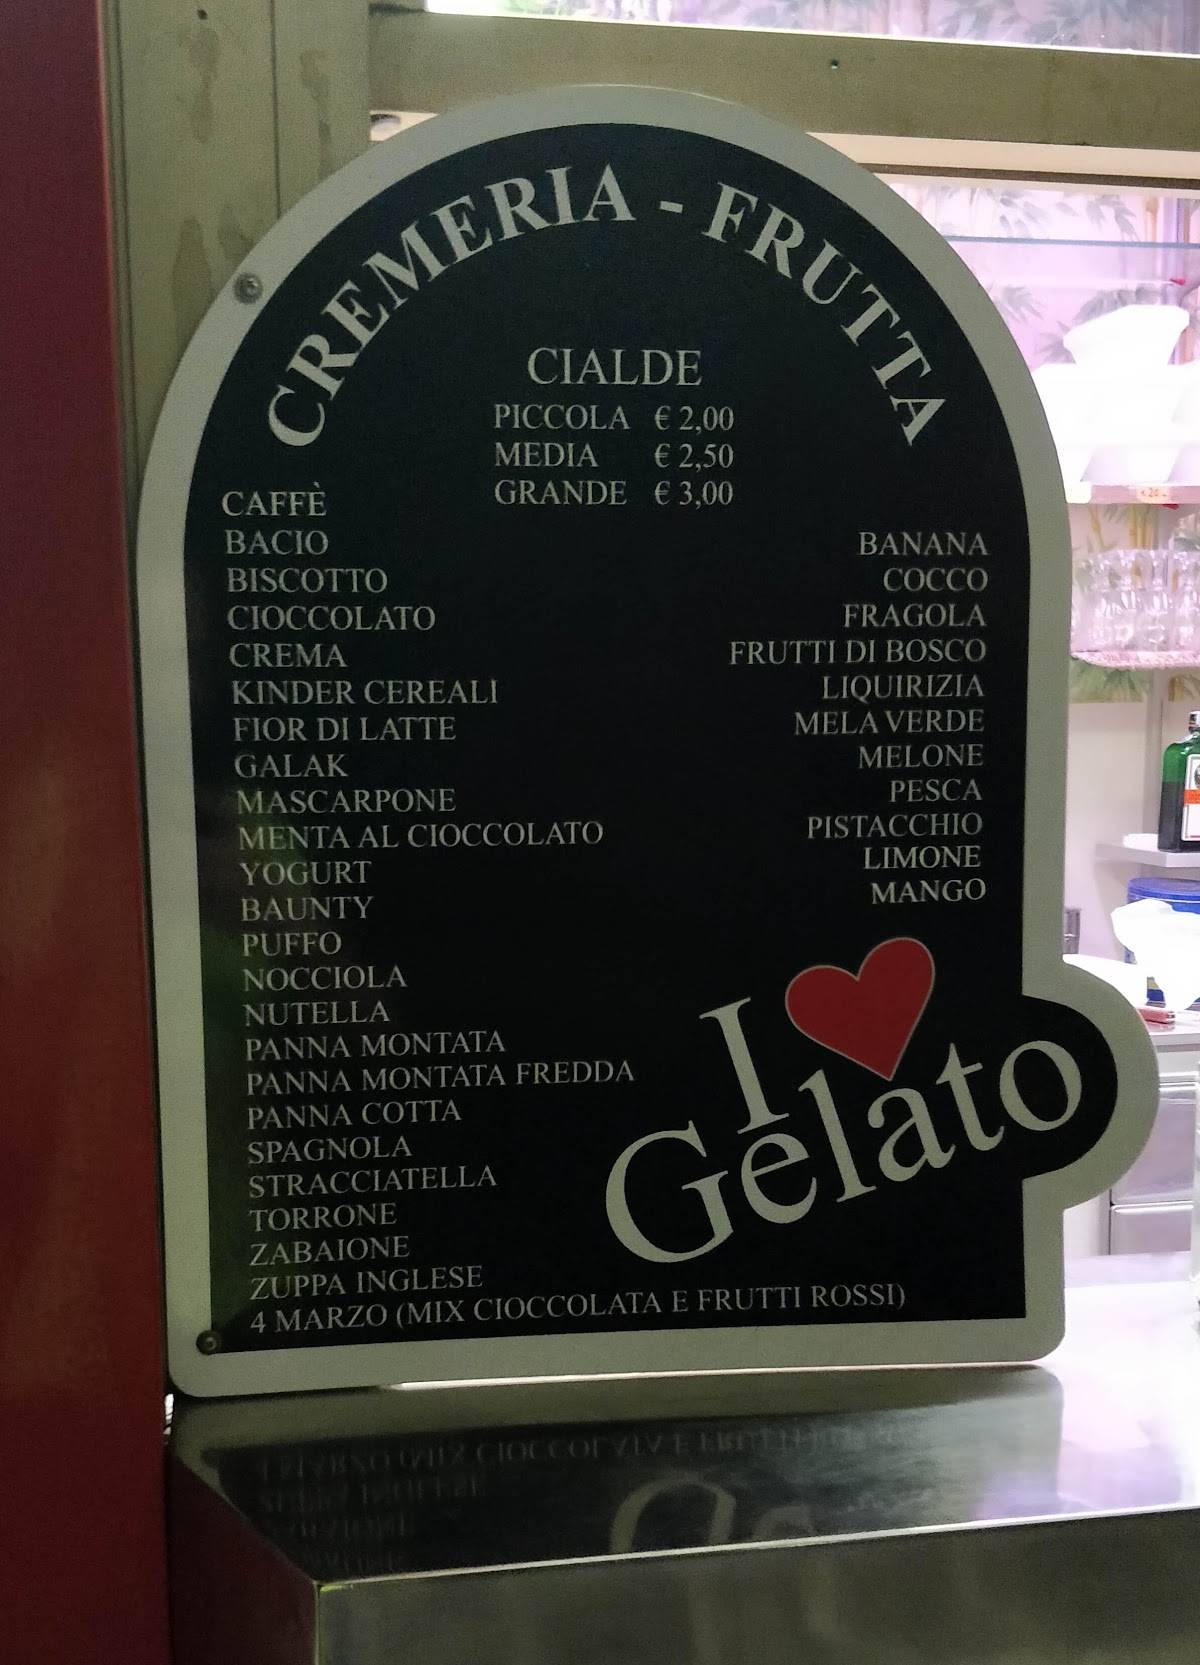 CREMERIA - FRUTTA
CIALDE
PICCOLA € 2,00
MEDIA € 2,50
GRANDE € 3,00
CAFFÈ
BACIO
BISCOTTO
CIOCCOLATO
CREMA
KINDER CEREALI
FIOR DI LATTE
GALAK
MASCARPONE
MENTA AL CIOCCOLATO
YOGURT
BAUNTY
PUFFO
NOCCIOLA
NUTELLA
PANNA MONTATA
PANNA MONTATA FREDDA
PANNA COTTA
SPAGNOLA
STRACCIATELLA
TORRONE
ZABAIONE
ZUPPA INGLESE
4 MARZO (MIX CIOCCOLATA E FRUTTI ROSSI)
BANANA
COCCO
FRAGOLA
FRUTTI DI BOSCO
LIQUIRIZIA
MELA VERDE
MELONE
PESCA
PISTACCHIO
LIMONE
MANGO
I
Gelato